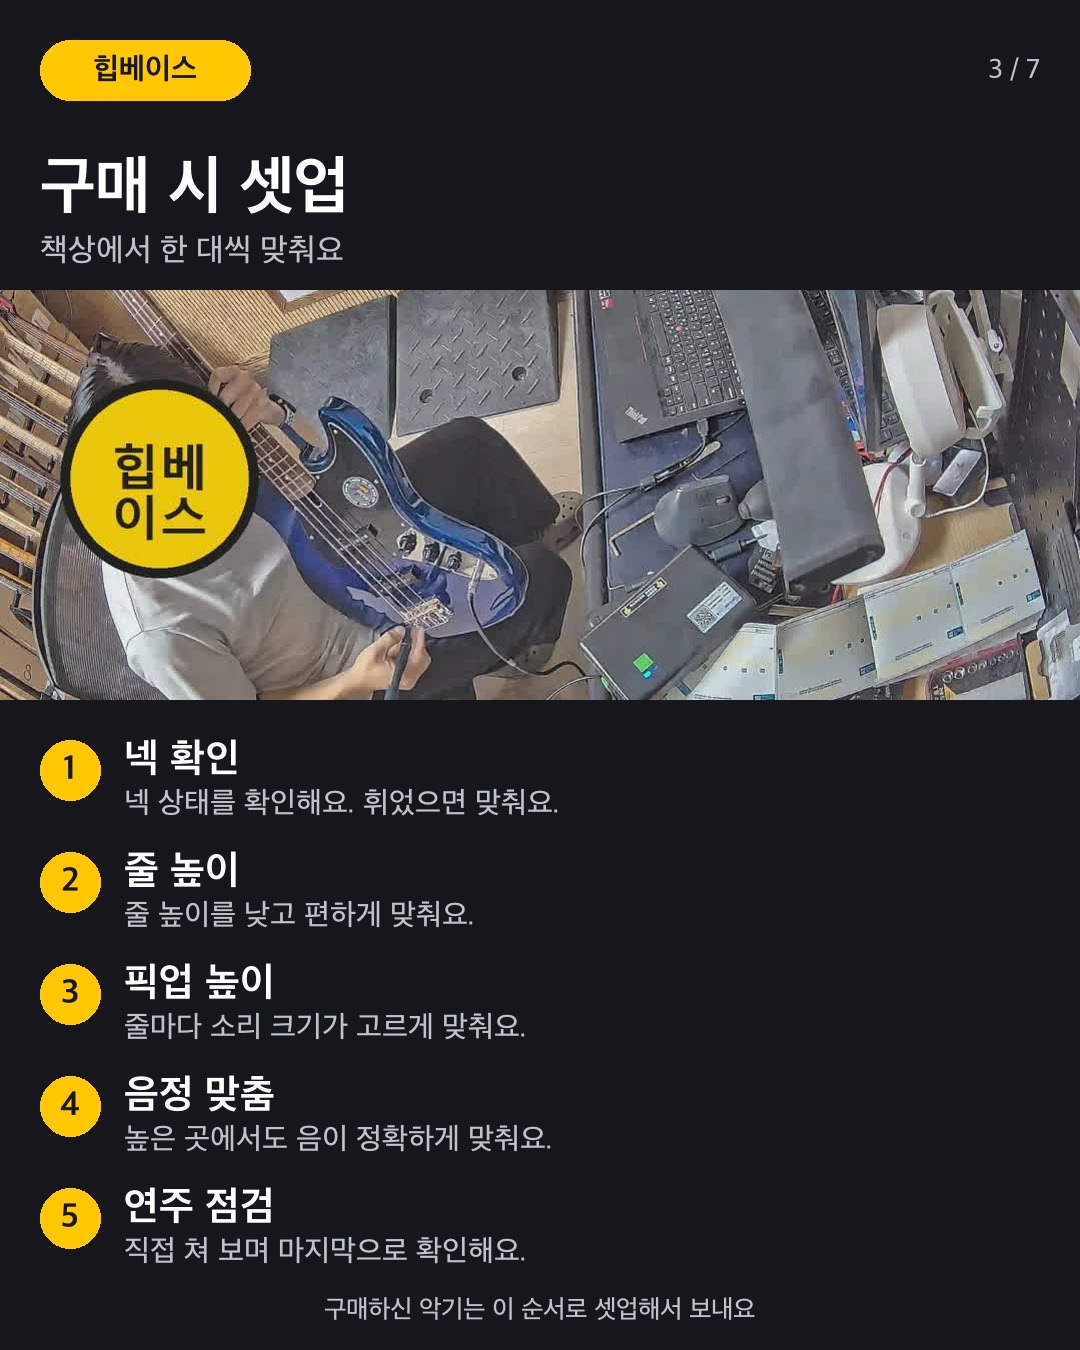 힙베이스
3 / 7
구매 시 셋업
책상에서 한 대씩 맞춰요
힙베
이스
ThinkPad
1
넥 확인
넥 상태를 확인해요. 휘었으면 맞춰요.
2
줄 높이
줄 높이를 낮고 편하게 맞춰요.
3
픽업 높이
줄마다 소리 크기가 고르게 맞춰요.
4
음정 맞춤
높은 곳에서도 음이 정확하게 맞춰요.
5
연주 점검
직접 쳐 보며 마지막으로 확인해요.
구매하신 악기는 이 순서로 셋업해서 보내요